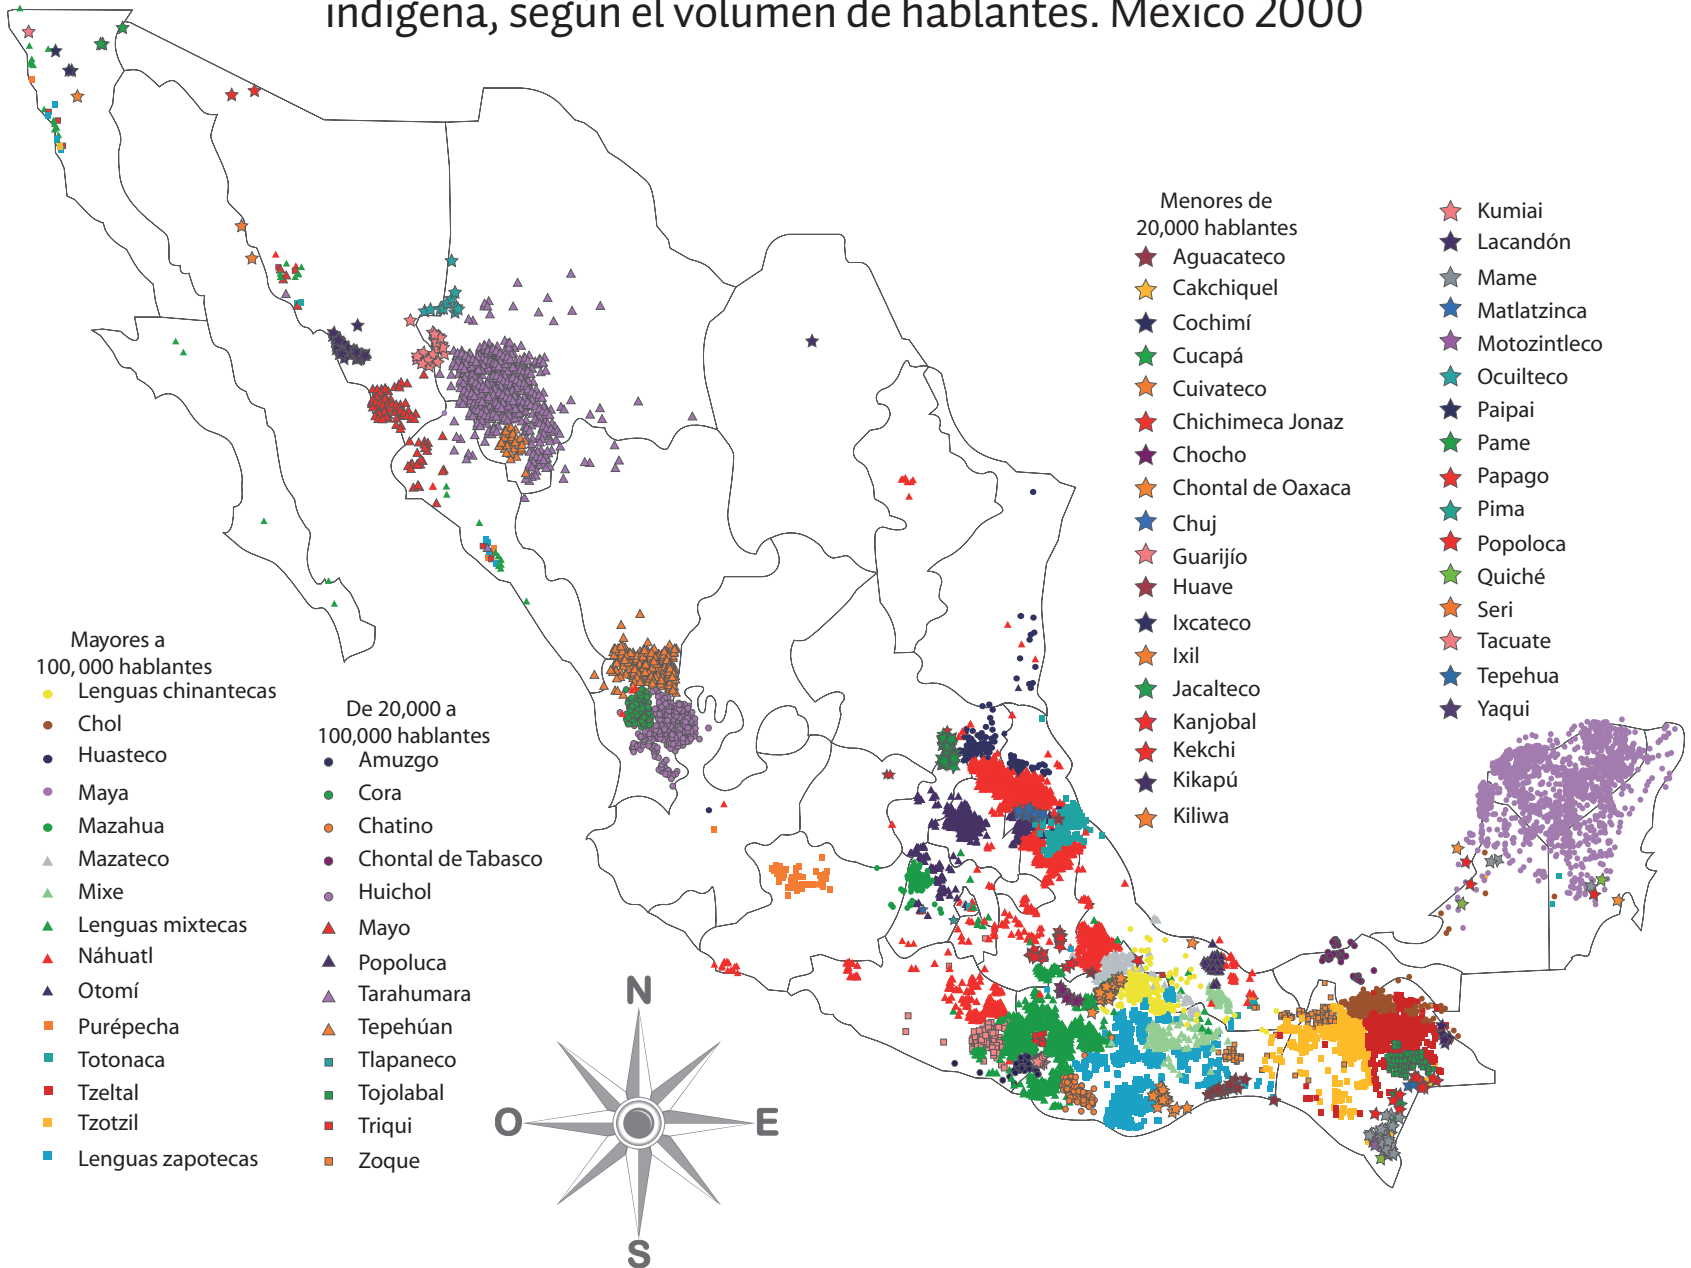 indígena, según el volumen de hablantes. México 2000
Menores de
20,000 hablantes
Aguacateco
Cakchiquel
Cochimí
Cucapá
Cuivateco
Chichimeca Jonaz
Chocho
Chontal de Oaxaca
Chuj
Guarijío
Huave
Ixcateco
Ixil
Jacalteco
Kanjobal
Kekchi
Kikapú
Kiliwa
Kumiai
Lacandón
Mame
Matlatzinca
Motozintleco
Ocuilteco
Paipai
Pame
Papago
Pima
Popoloca
Quiché
Seri
Tacuate
Tepehua
Yaqui
Mayores a
100,000 hablantes
Lenguas chinantecas
Chol
Huasteco
Maya
Mazahua
Mazateco
Mixe
Lenguas mixtecas
Náhuatl
Otomí
Purépecha
Totonaca
Tzeltal
Tzotzil
Lenguas zapotecas
De 20,000 a
100,000 hablantes
Amuzgo
Cora
Chatino
Chontal de Tabasco
Huichol
Mayo
Popoluca
Tarahumara
Tepehúan
Tlapaneco
Tojolabal
Triqui
Zoque
N
O
E
S